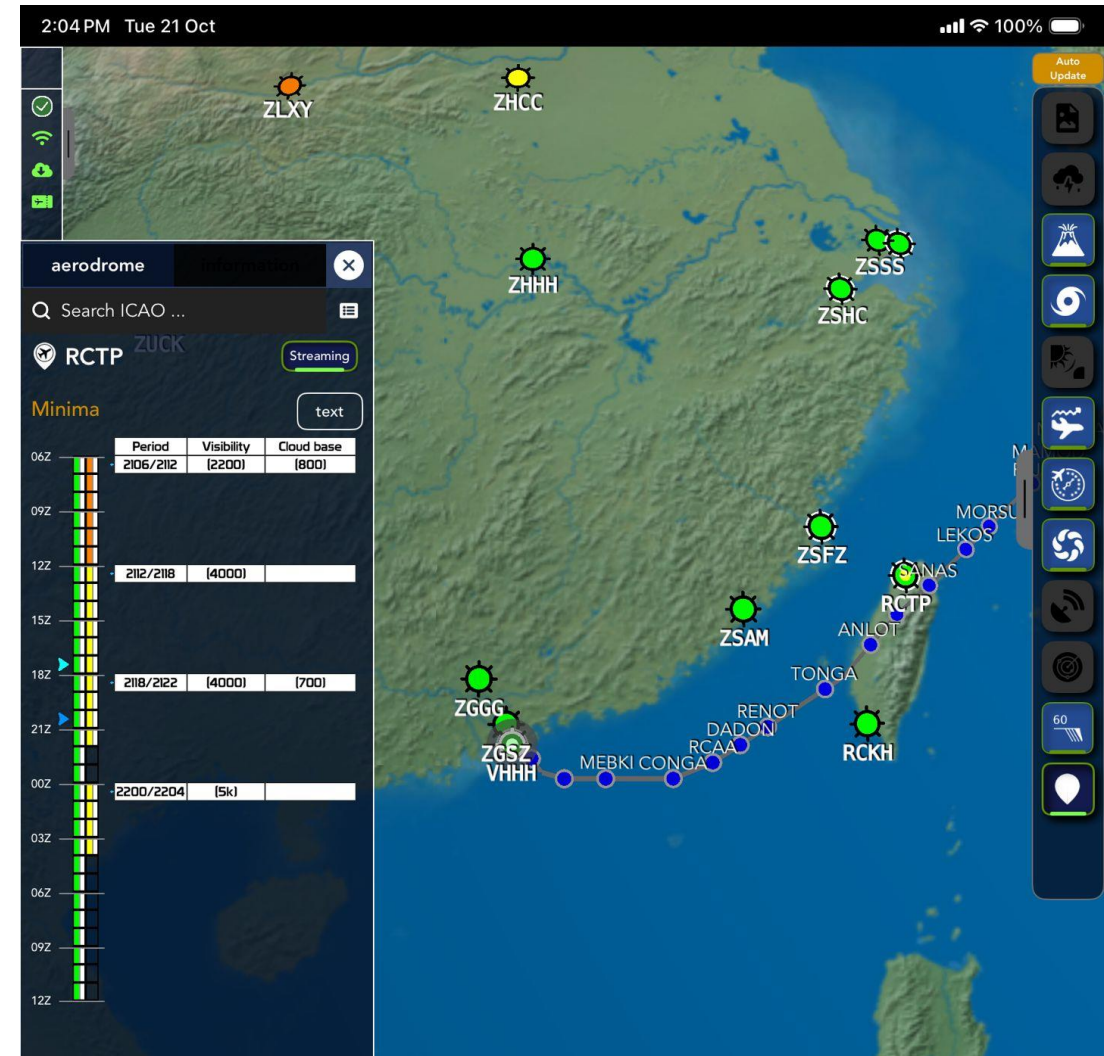 2:04 PM Tue 21 Oct
100%
Auto
Update
ZLXY
ZHCC
ZSSS
ZHHH
ZSHC
aerodrome
information
Search ICAO ...
ZUCK
RCTP
Streaming
Minima
text
Period Visibility Cloud base
06Z
2106/2112 (2200) (800)
09Z
12Z
2112/2118 (4000)
15Z
18Z
2118/2122 (4000) (700)
21Z
00Z
2200/2204 (5k)
03Z
06Z
09Z
12Z
MORSU
LEKOS
ZSFZ
SANAS
RCTP
ZSAM
ANLOT
TONGA
ZGGG
RENOT
DADON
RCAA
RCKH
ZGSZ
MEBKI CONGA
VHHH
60